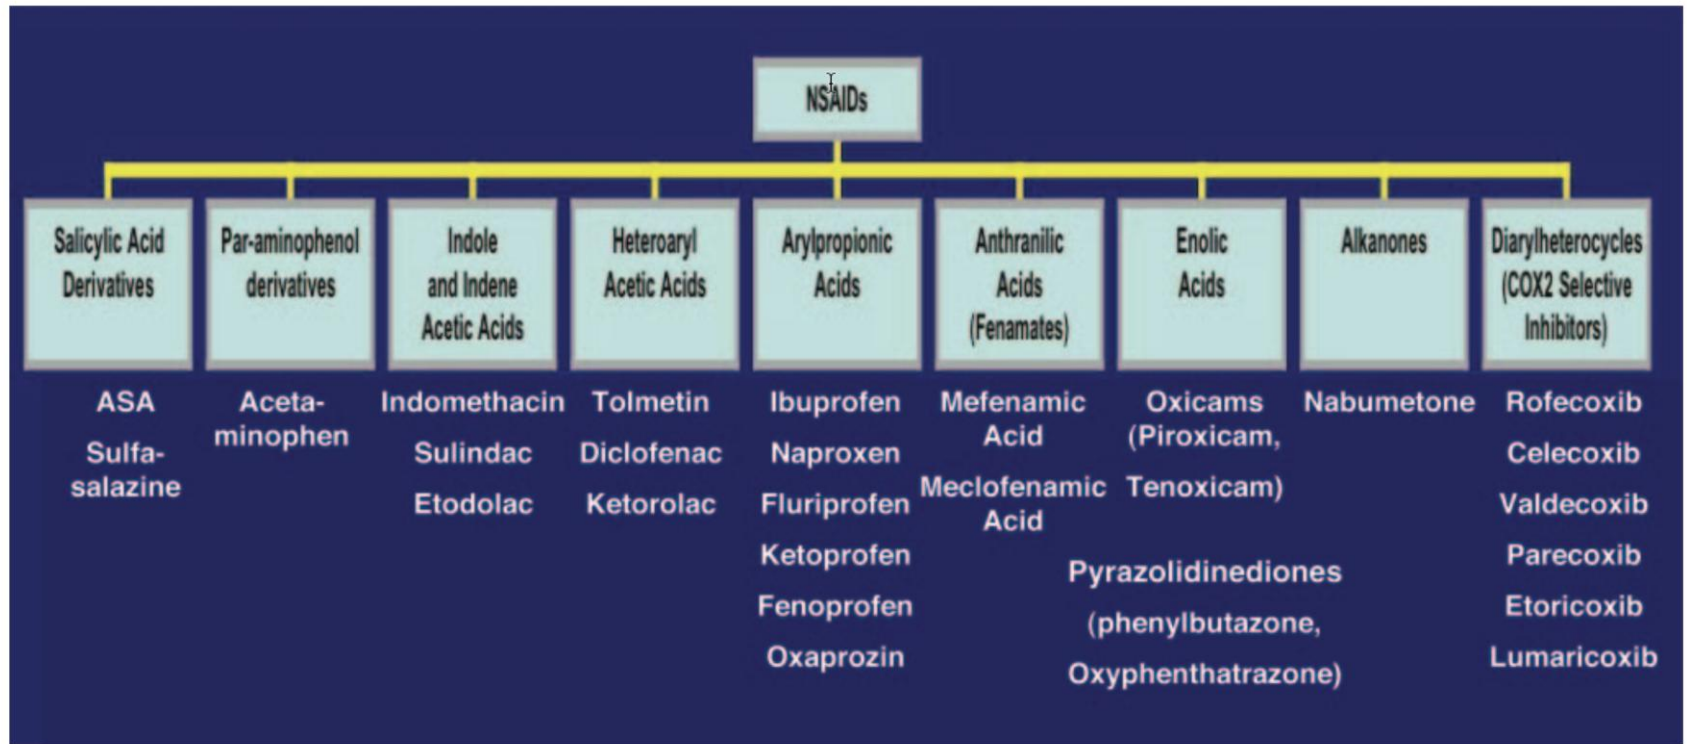 NSAIDs
Salicylic Acid
Derivatives
Par-aminophenol
derivatives
Indole
and Indene
Acetic Acids
Heteroaryl
Acetic Acids
Arylpropionic
Acids
Anthranilic
Acids
(Fenamates)
Enolic
Acids
Alkanones
Diarylheterocycles
(COX2 Selective
Inhibitors)
ASA
Sulfa-
salazine
Aceta-
minophen
Indomethacin
Sulindac
Etodolac
Tolmetin
Diclofenac
Ketorolac
Ibuprofen
Naproxen
Fluriprofen
Ketoprofen
Fenoprofen
Oxaprozin
Mefenamic
Acid
Meclofenamic
Acid
Oxicams
(Piroxicam,
Tenoxicam)
Pyrazolidinediones
(phenylbutazone,
Oxyphenthatrazone)
Nabumetone
Rofecoxib
Celecoxib
Valdecoxib
Parecoxib
Etoricoxib
Lumaricoxib